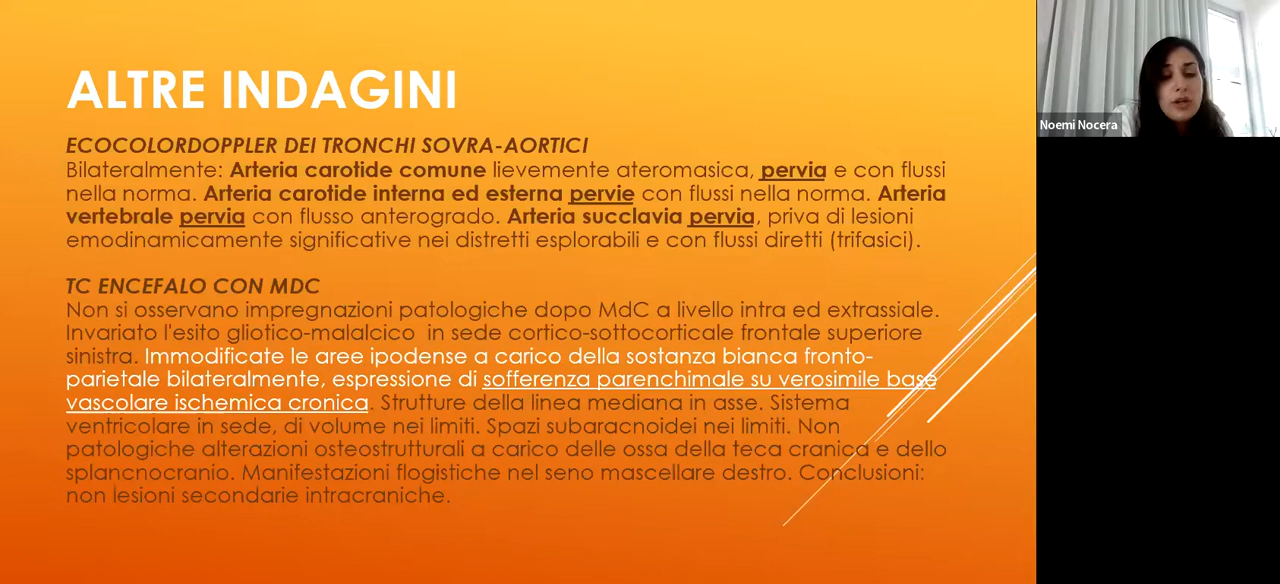 ALTRE INDAGINI
ECOCOLORDOPPLER DEI TRONCHI SOVRA-AORTICI
Bilateralmente: Arteria carotide comune lievemente ateromasica, pervia e con flussi
nella norma. Arteria carotide interna ed esterna pervie con flussi nella norma. Arteria
vertebrale pervia con flusso anterogrado. Arteria succlavia pervia, priva di lesioni
emodinamicamente significative nei distretti esplorabili e con flussi diretti (trifasici).
TC ENCEFALO CON MDC
Non si osservano impregnazioni patologiche dopo MdC a livello intra ed extrassiale.
Invariato l'esito gliotico-malalcico in sede cortico-sottocorticale frontale superiore
sinistra. Immodificate le aree ipodense a carico della sostanza bianca fronto-
parietale bilateralmente, espressione di sofferenza parenchimale su verosimile base
vascolare ischemica cronica. Strutture della linea mediana in asse. Sistema
ventricolare in sede, di volume nei limiti. Spazi subaracnoidei nei limiti. Non
patologiche alterazioni osteostrutturali a carico delle ossa della teca cranica e dello
splancnocranio. Manifestazioni flogistiche nel seno mascellare destro. Conclusioni:
non lesioni secondarie intracraniche.
Noemi Nocera